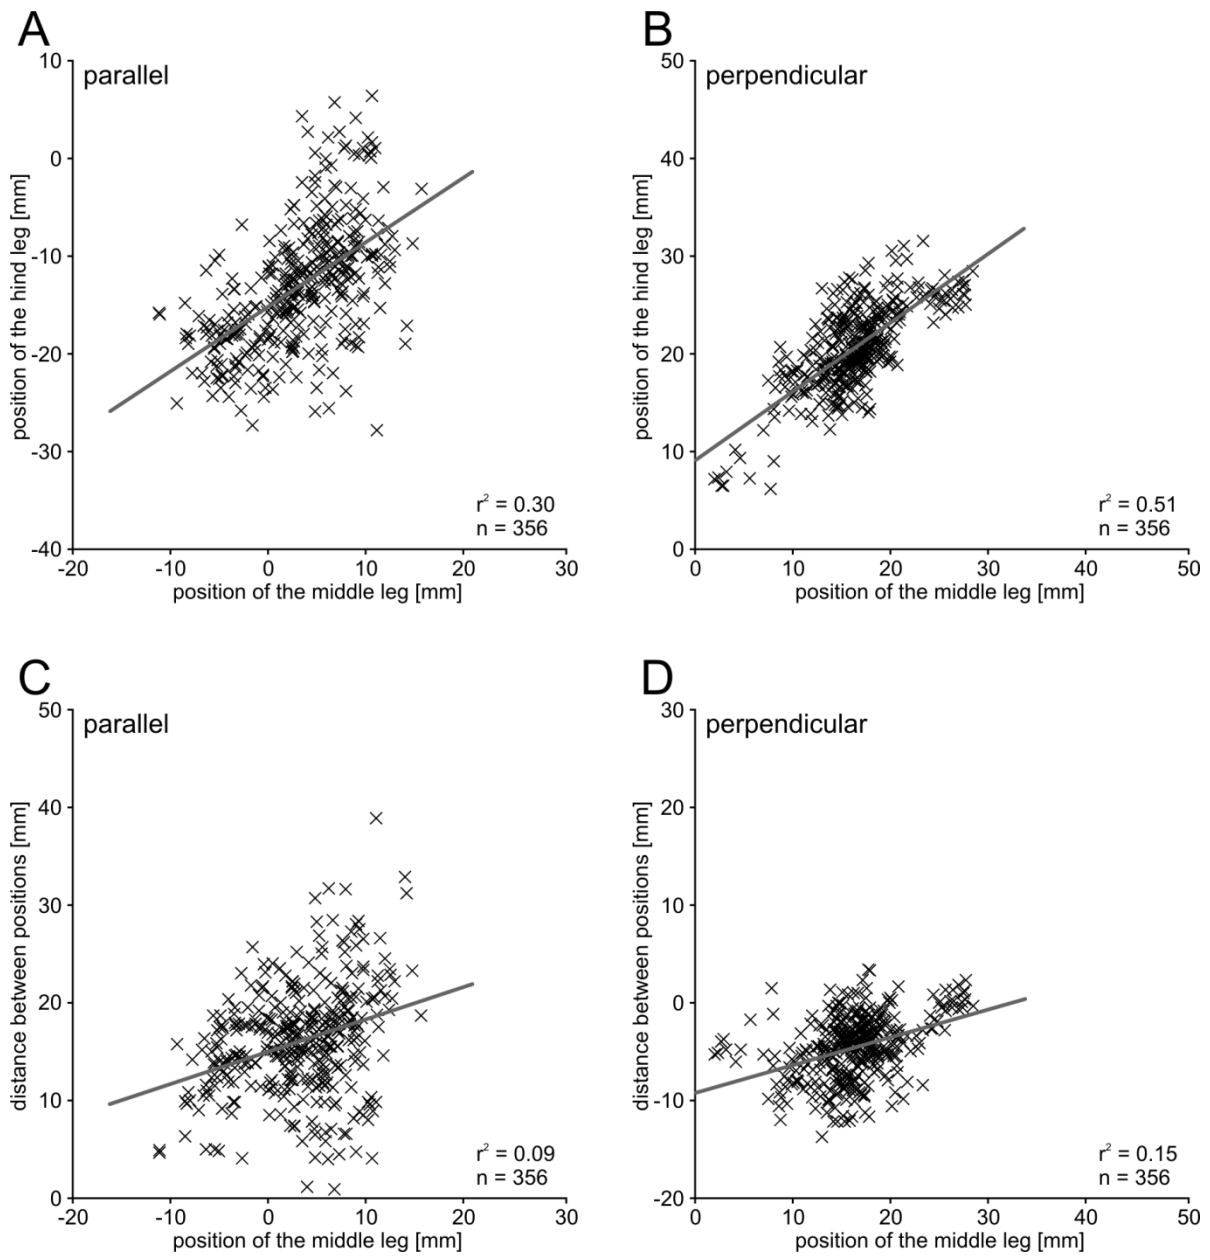 A
parallel
10
0
-10
-20
-30
-40
position of the hind leg [mm]
r² = 0.30
n = 356
-20 -10 0 10 20 30
position of the middle leg [mm]
B
perpendicular
50
40
30
20
10
0
position of the hind leg [mm]
r² = 0.51
n = 356
0 10 20 30 40 50
position of the middle leg [mm]
C
parallel
50
40
30
20
10
0
distance between positions [mm]
r² = 0.09
n = 356
-20 -10 0 10 20 30
position of the middle leg [mm]
D
perpendicular
30
20
10
0
-10
-20
distance between positions [mm]
r² = 0.15
n = 356
0 10 20 30 40 50
position of the middle leg [mm]